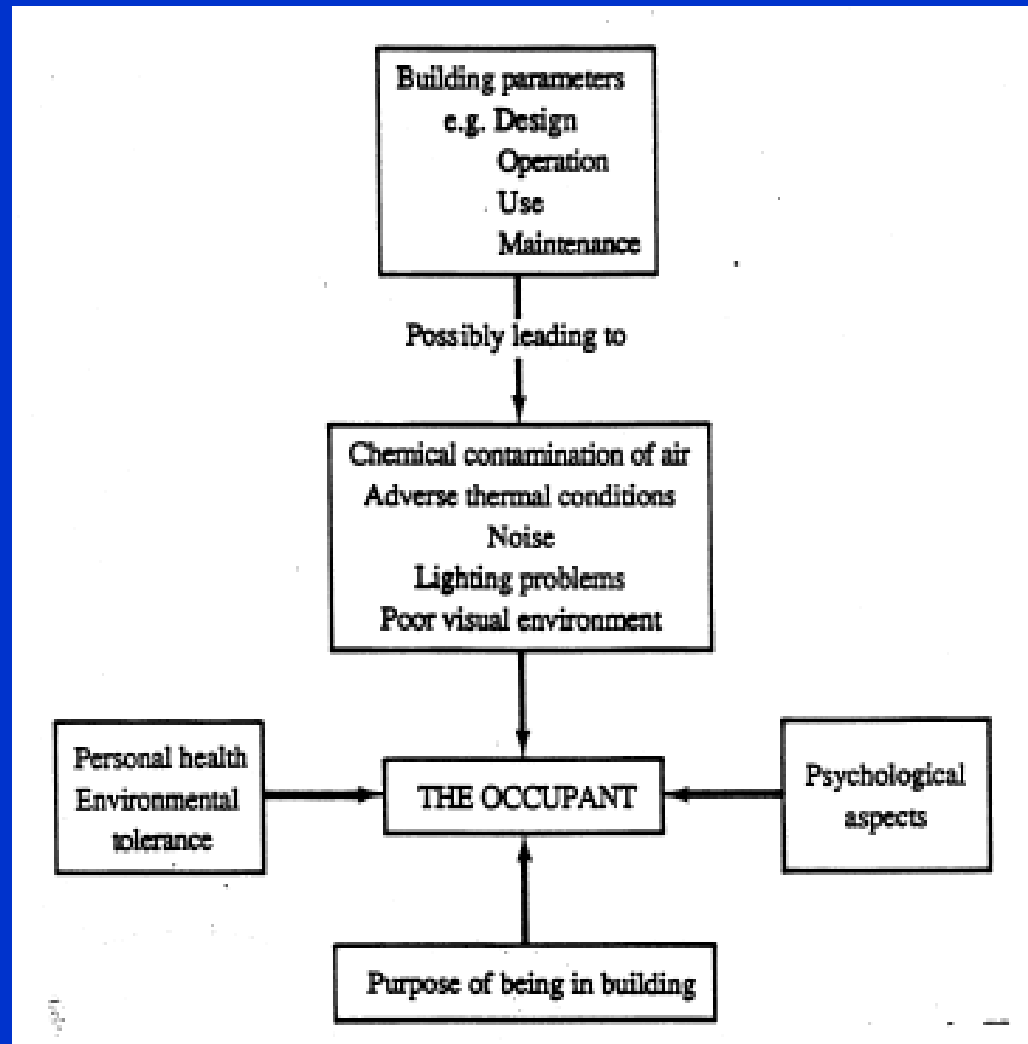 Building parameters
e.g. Design
Operation
Use
Maintenance
Possibly leading to
Chemical contamination of air
Adverse thermal conditions
Noise
Lighting problems
Poor visual environment
Personal health
Environmental
tolerance
THE OCCUPANT
Psychological
aspects
Purpose of being in building